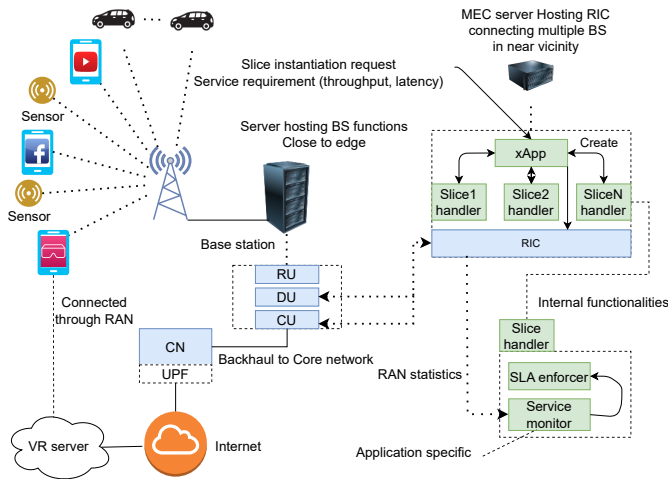 MEC server Hosting RIC
connecting multiple BS
in near vicinity
Slice instantiation request
Service requirement (throughput, latency)
Sensor
Server hosting BS functions
Close to edge
xApp
Create
Slice1
handler
Slice2
handler
SliceN
handler
Sensor
Base station
RIC
RU
DU
CU
Connected
through RAN
Internal functionalities
Slice
handler
CN
UPF
Backhaul to Core network
RAN statistics
SLA enforcer
Service
monitor
VR server
Internet
Application specific